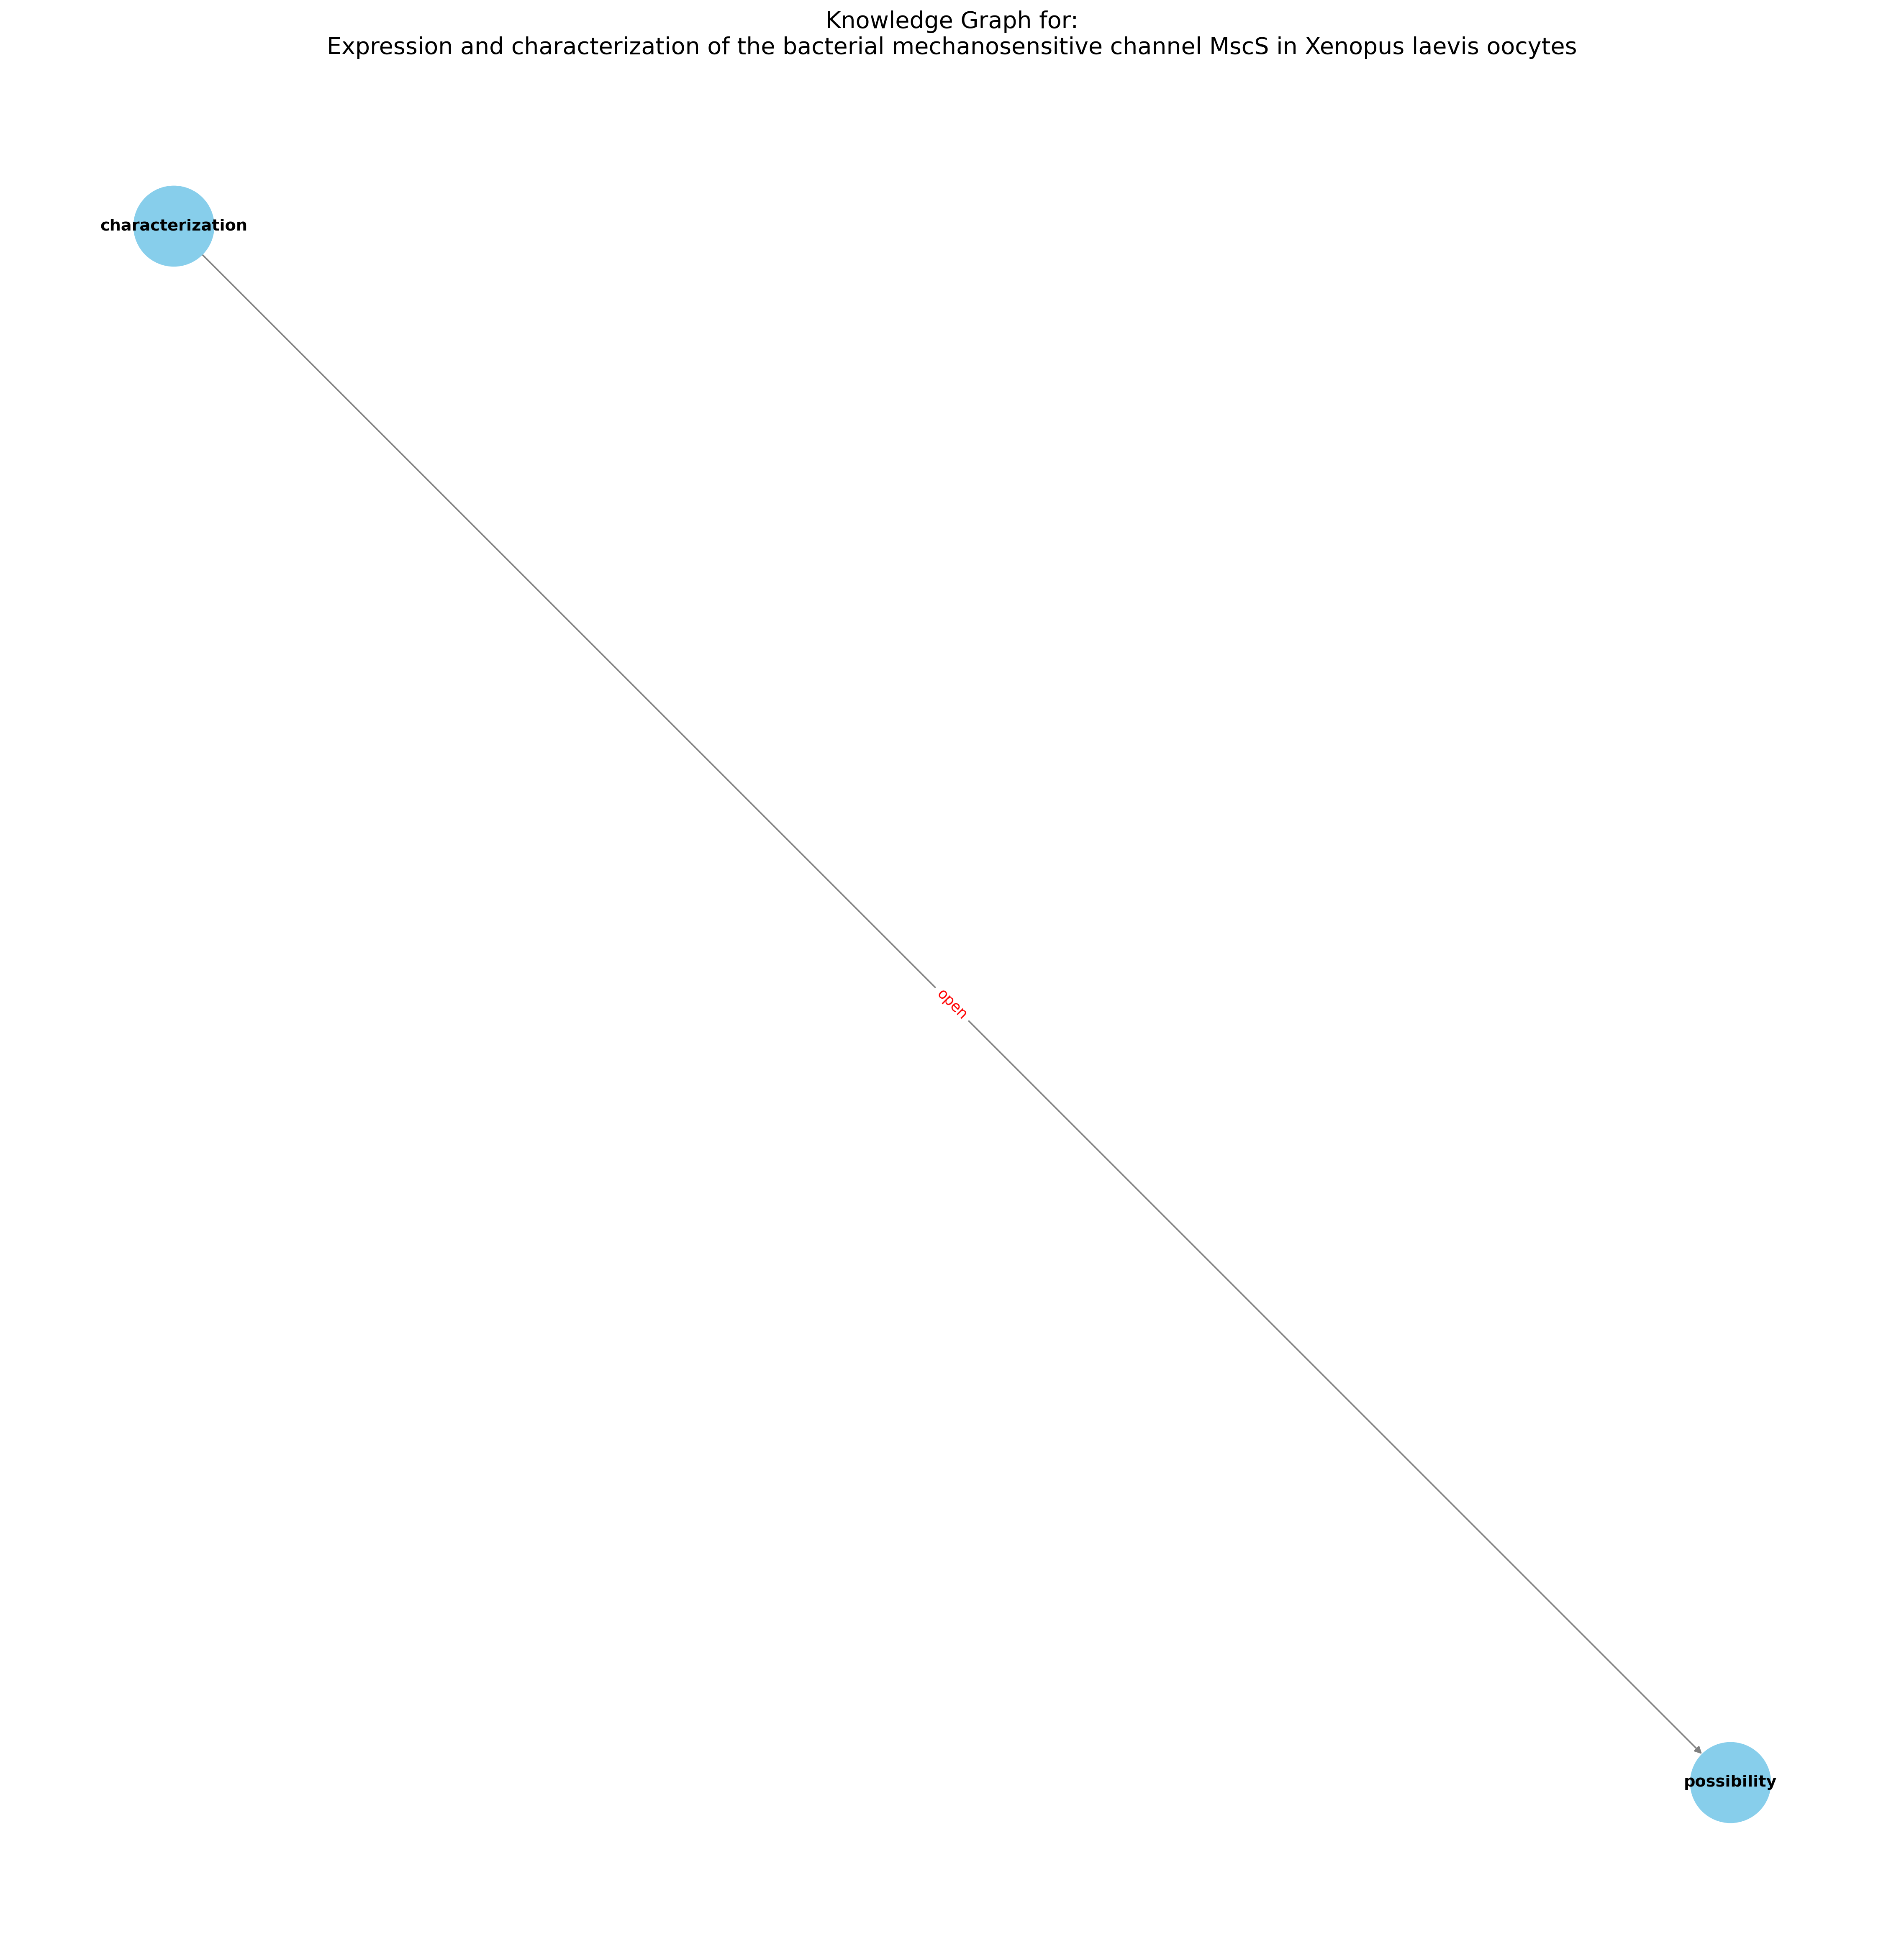 Knowledge Graph for:
Expression and characterization of the bacterial mechanosensitive channel MscS in Xenopus laevis oocytes
characterization
open
possibility